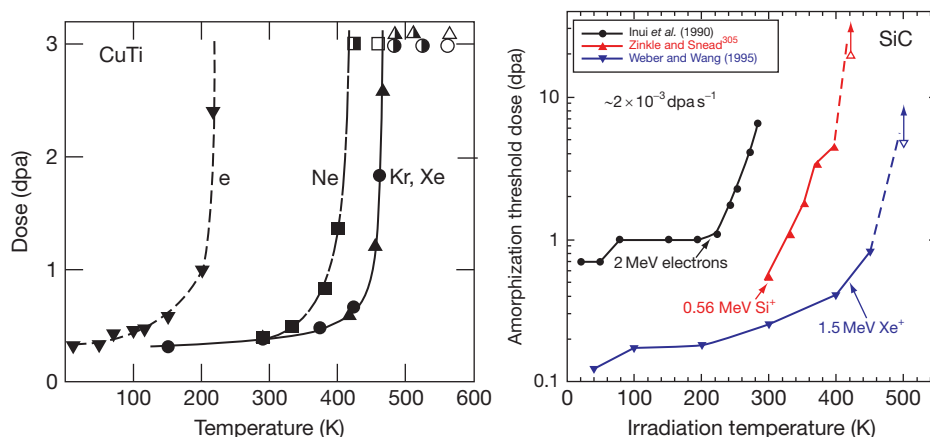 CuTi
3
2
1
0
Dose (dpa)
e
Ne
Kr, Xe
100 200 300 400 500 600
Temperature (K)
SiC
Inui et al. (1990)
Zinkle and Snead³⁰⁵
Weber and Wang (1995)
~2 × 10⁻³ dpa s⁻¹
10
1
0.1
Amorphization threshold dose (dpa)
2 MeV electrons
0.56 MeV Si⁺
1.5 MeV Xe⁺
0 100 200 300 400 500
Irradiation temperature (K)